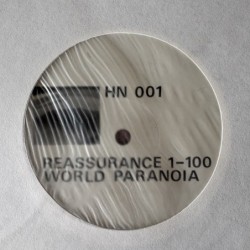 HN 001
REASSURANCE 1-100
WORLD PARANOIA